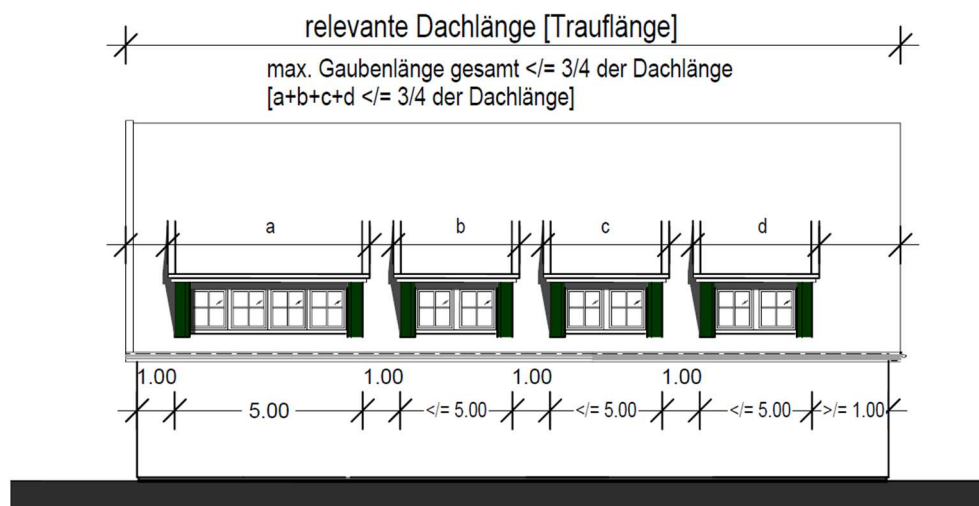 relevante Dachlänge [Trauflänge]
max. Gaubenlänge gesamt </= 3/4 der Dachlänge
[a+b+c+d </= 3/4 der Dachlänge]
a b c d
1.00 1.00 1.00 1.00
5.00 </= 5.00 </= 5.00 </= 5.00 >/= 1.00